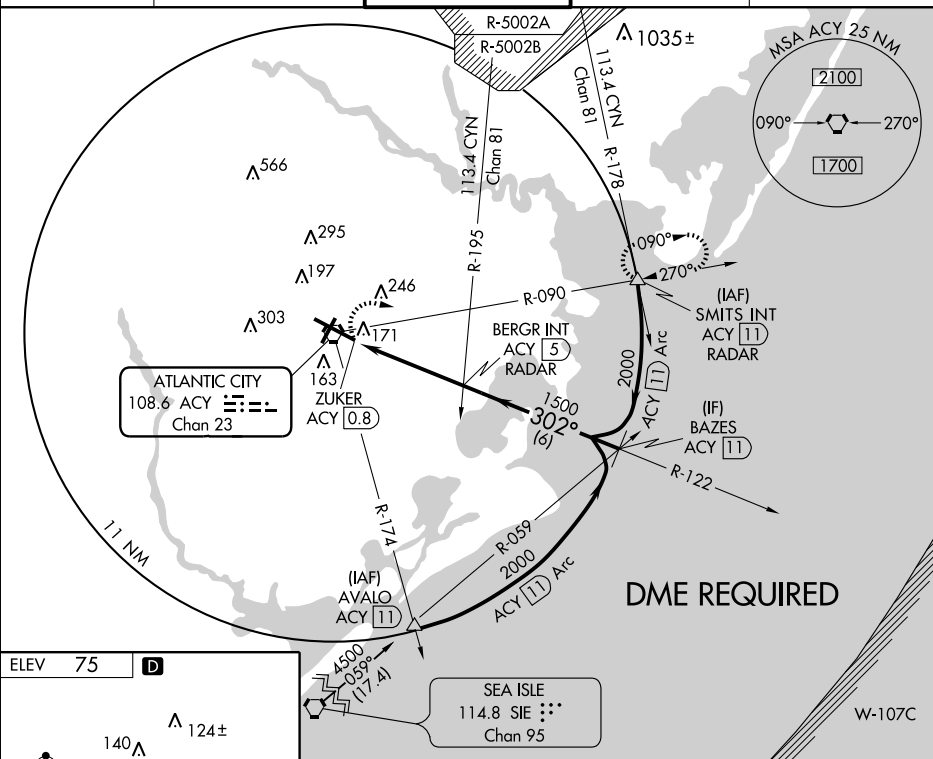 R-5002A
R-5002B
1035±
MSA ACY 25 NM
2100
090°
270°
1700
113.4 CYN
Chan 81
R-178
113.4 CYN
Chan 81
R-195
566
295
197
303
246
171
163
090°
270°
R-090
(IAF)
SMITS INT
ACY 11
RADAR
BERGR INT
ACY 5
RADAR
ATLANTIC CITY
108.6 ACY
Chan 23
ZUKER
ACY 0.8
2000
ACY 11 Arc
1500
302°
(6)
(IF)
BAZES
ACY 11
R-122
R-174
R-059
2000
ACY 11 Arc
11 NM
(IAF)
AVALO
ACY 11
DME REQUIRED
4500
059°
(17.4)
SEA ISLE
114.8 SIE
Chan 95
W-107C
ELEV 75
D
124±
140